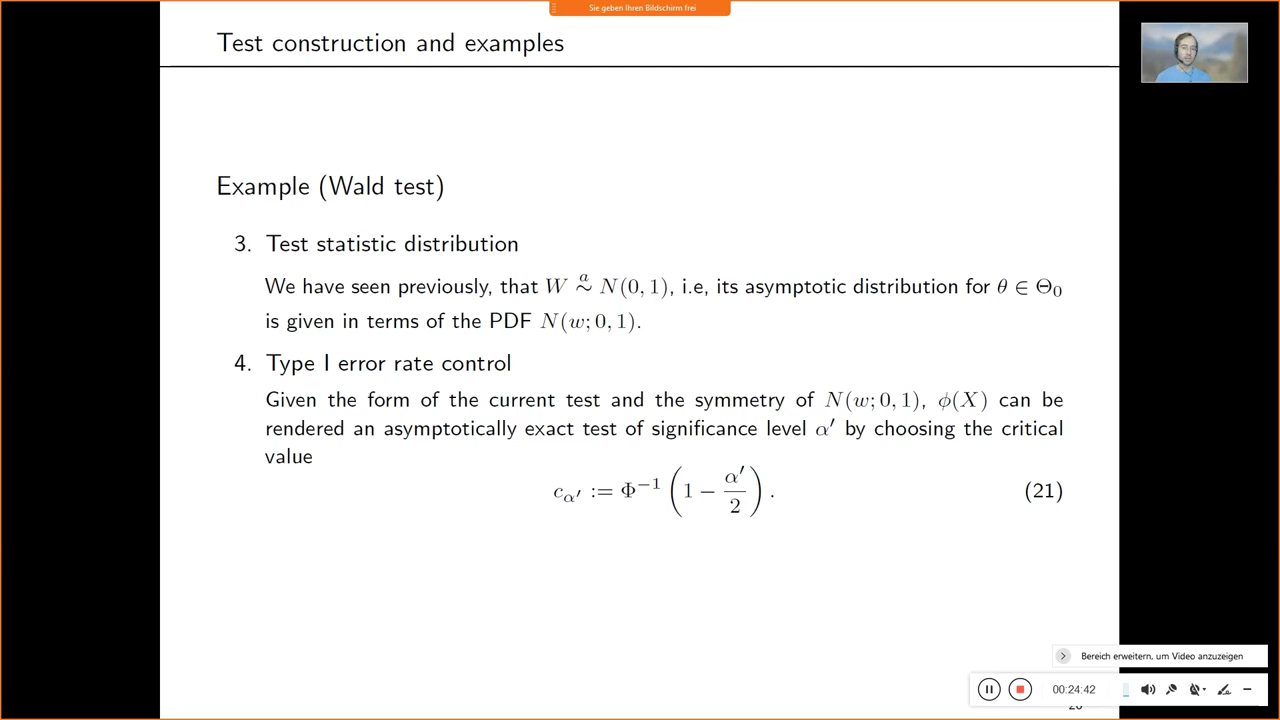 Sie geben Ihren Bildschirm frei
Test construction and examples
Example (Wald test)
3. Test statistic distribution
We have seen previously, that W ∼ᵃ N(0, 1), i.e, its asymptotic distribution for θ ∈ Θ₀
is given in terms of the PDF N(w; 0, 1).
4. Type I error rate control
Given the form of the current test and the symmetry of N(w; 0, 1), ϕ(X) can be
rendered an asymptotically exact test of significance level α′ by choosing the critical
value
c_α′ := Φ⁻¹ (1 − α′/2) . (21)
Bereich erweitern, um Video anzuzeigen
00:24:42